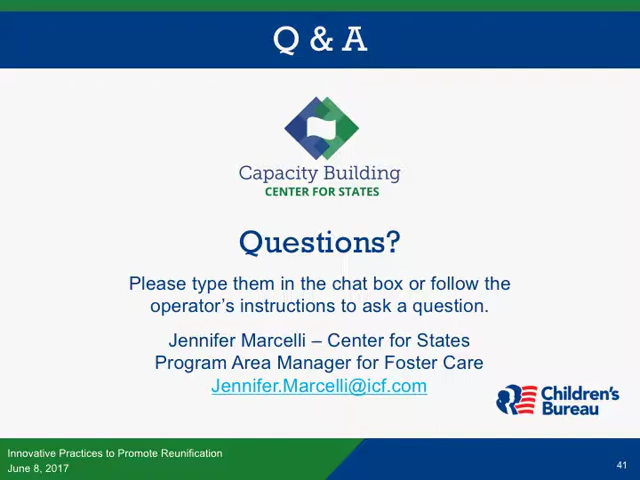 Q & A
Capacity Building
CENTER FOR STATES
Questions?
Please type them in the chat box or follow the
operator's instructions to ask a question.
Jennifer Marcelli – Center for States
Program Area Manager for Foster Care
Jennifer.Marcelli@icf.com
Children's
Bureau
Innovative Practices to Promote Reunification
June 8, 2017
41